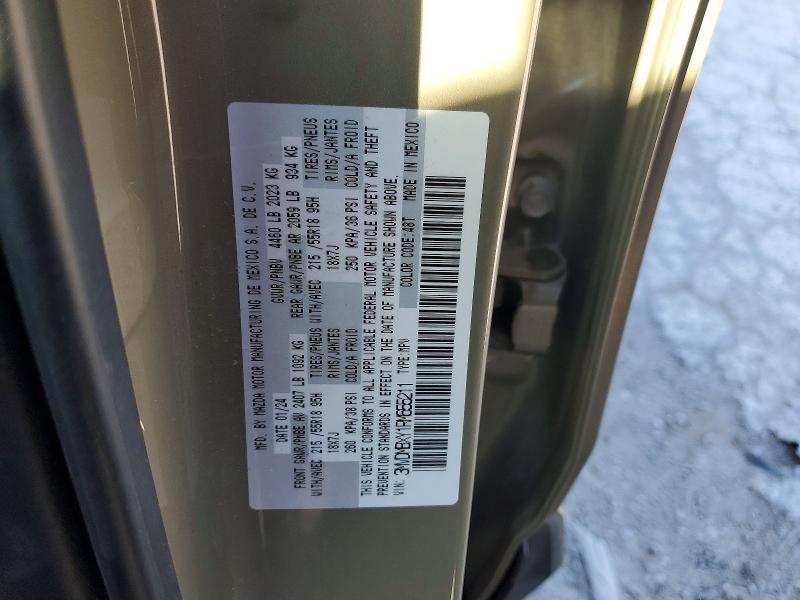 MFD. BY MAZDA MOTOR MANUFACTURING DE MEXICO S.A. DE C.V.
DATE 01/24 GVWR/PNBV 4460 LB 2023 KG
FRONT GAWR/PNBE AV 2407 LB 1092 KG REAR GAWR/PNBE AR 2059 LB 934 KG
WITH/AVEC 215 /55R18 95H TIRES/PNEUS WITH/AVEC 215 /55R18 95H TIRES/PNEUS
18X7J RIMS/JANTES 18X7J RIMS/JANTES
260 KPA/38 PSI COLD/A FROID 250 KPA/36 PSI COLD/A FROID
THIS VEHICLE CONFORMS TO ALL APPLICABLE FEDERAL MOTOR VEHICLE SAFETY AND THEFT
PREVENTION STANDARDS IN EFFECT ON THE DATE OF MANUFACTURE SHOWN ABOVE.
VIN: TYPE:MPV COLOR CODE:48T MADE IN MEXICO